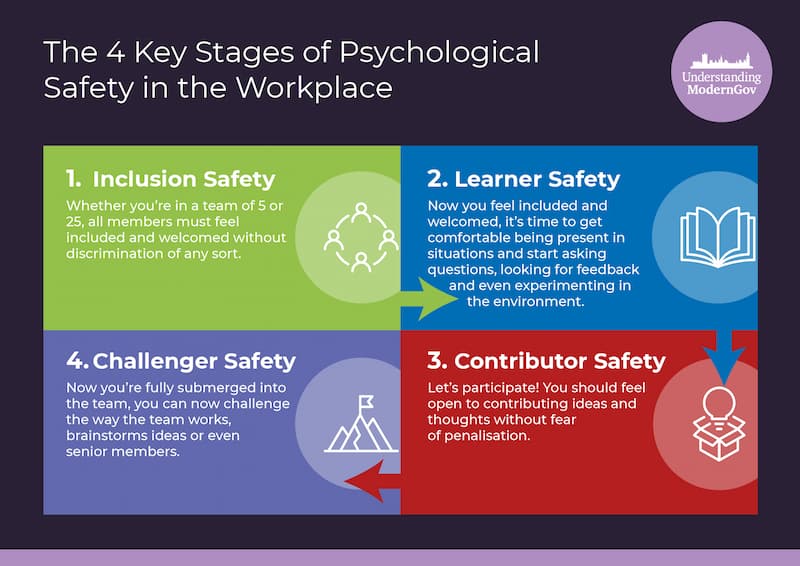 The 4 Key Stages of Psychological
Safety in the Workplace
Understanding
ModernGov
1. Inclusion Safety
Whether you're in a team of 5 or
25, all members must feel
included and welcomed without
discrimination of any sort.
2. Learner Safety
Now you feel included and
welcomed, it's time to get
comfortable being present in
situations and start asking
questions, looking for feedback
and even experimenting in
the environment.
3. Contributor Safety
Let's participate! You should feel
open to contributing ideas and
thoughts without fear
of penalisation.
4. Challenger Safety
Now you're fully submerged into
the team, you can now challenge
the way the team works,
brainstorms ideas or even
senior members.